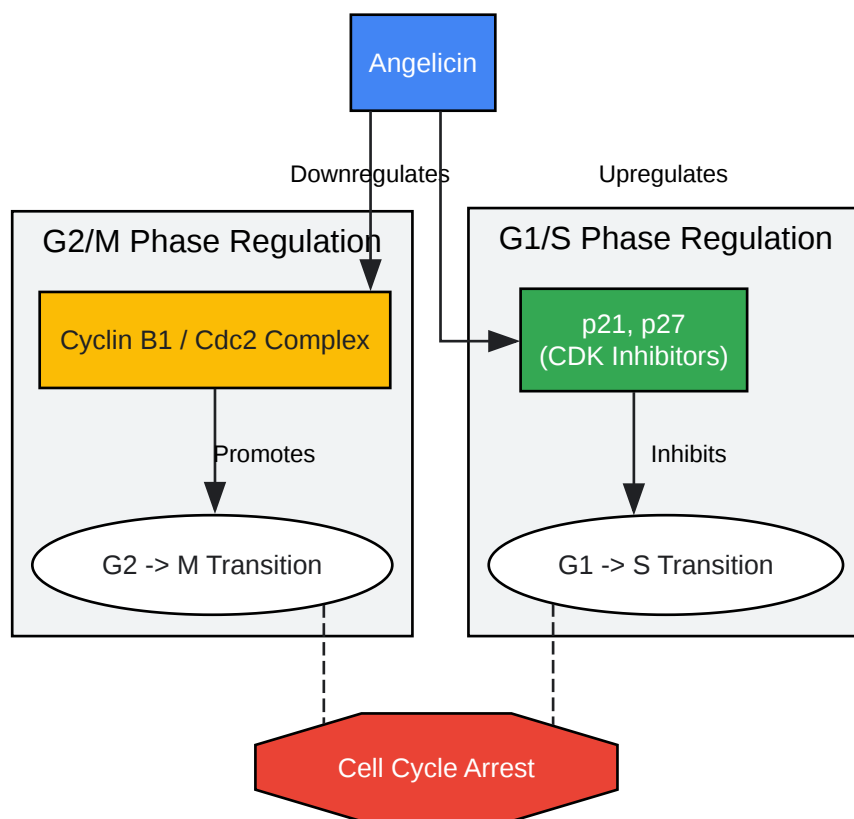 Angelicin
Downregulates
Upregulates
G2/M Phase Regulation
G1/S Phase Regulation
Cyclin B1 / Cdc2 Complex
p21, p27
(CDK Inhibitors)
Promotes
Inhibits
G2 -> M Transition
G1 -> S Transition
Cell Cycle Arrest